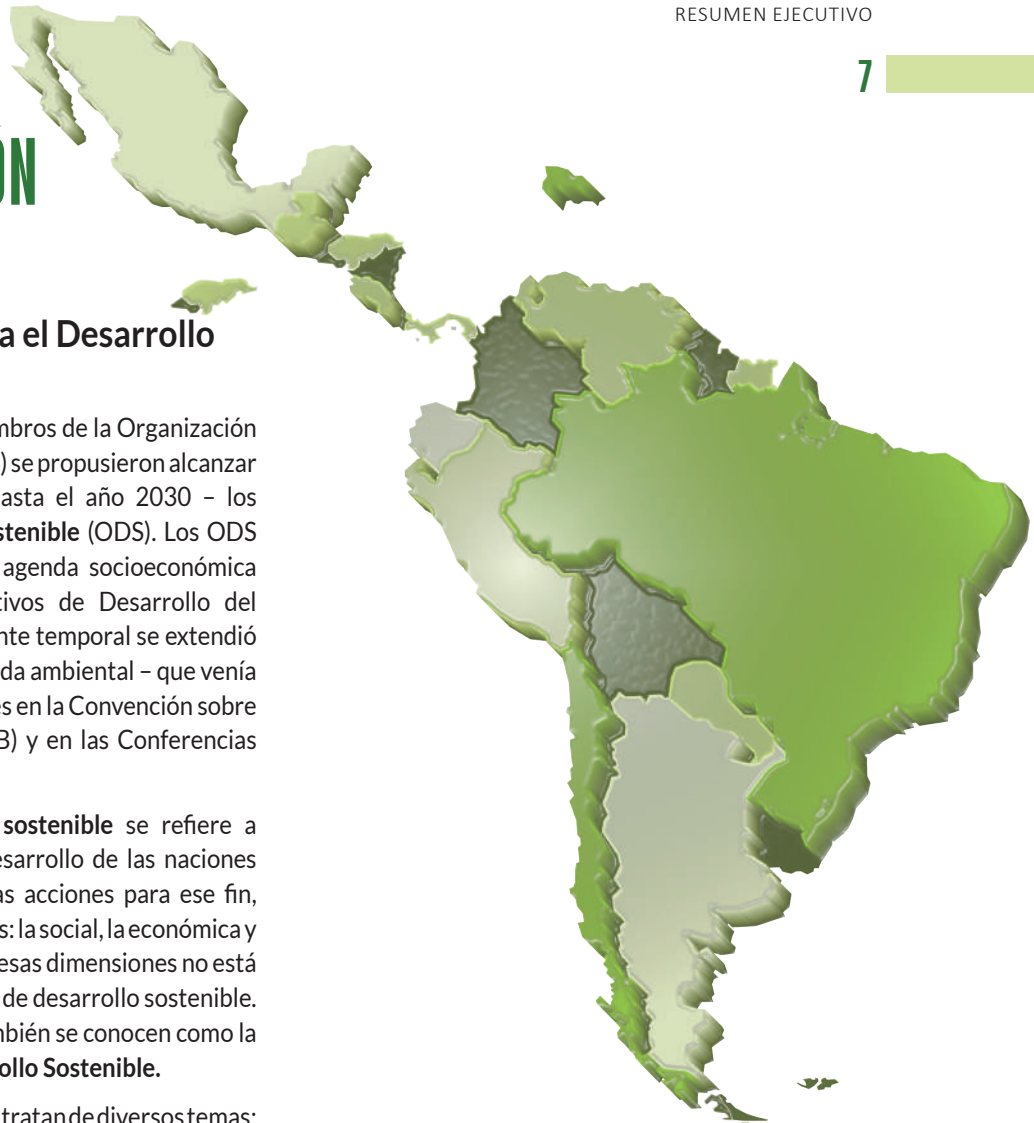 RESUMEN EJECUTIVO
7
ÓN
a el Desarrollo
mbros de la Organización
) se propusieron alcanzar
asta el año 2030 – los
stenible (ODS). Los ODS
agenda socioeconómica
tivos de Desarrollo del
nte temporal se extendió
da ambiental – que venía
es en la Convención sobre
B) y en las Conferencias
sostenible se refiere a
esarrollo de las naciones
as acciones para ese fin,
s: la social, la económica y
esas dimensiones no está
de desarrollo sostenible.
mbién se conocen como la
ollo Sostenible.
tratan de diversos temas: